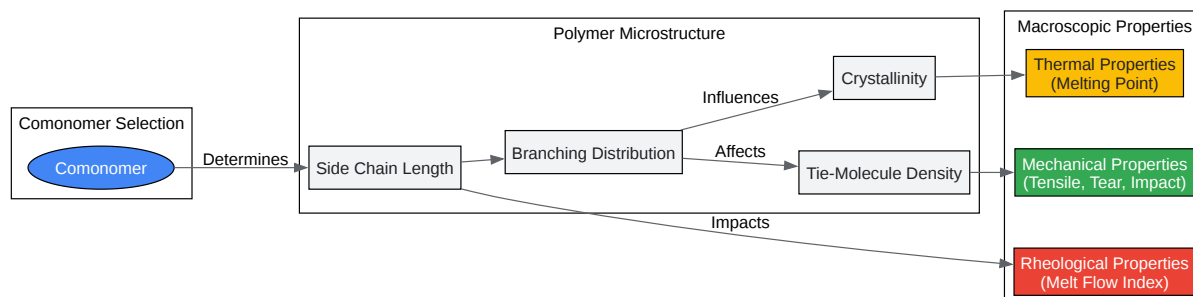 Comonomer Selection
Comonomer
Determines
Polymer Microstructure
Side Chain Length
Branching Distribution
Influences
Crystallinity
Affects
Tie-Molecule Density
Impacts
Macroscopic Properties
Thermal Properties
(Melting Point)
Mechanical Properties
(Tensile, Tear, Impact)
Rheological Properties
(Melt Flow Index)